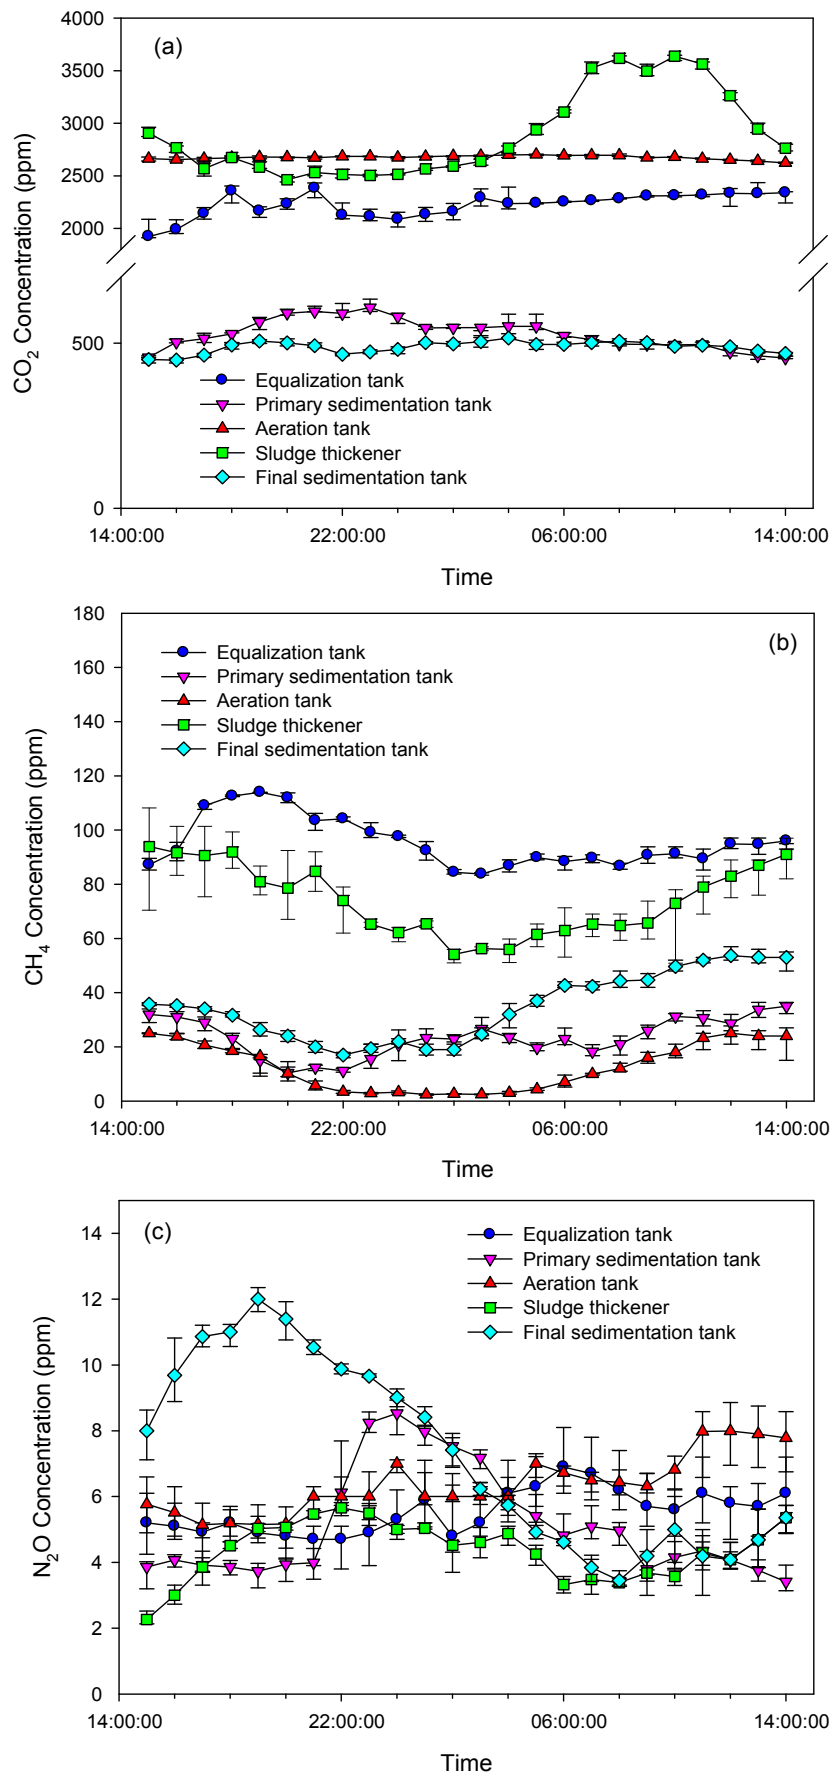 (a)
CO2 Concentration (ppm)
4000
3500
3000
2500
2000
500
0
Equalization tank
Primary sedimentation tank
Aeration tank
Sludge thickener
Final sedimentation tank
14:00:00 22:00:00 06:00:00 14:00:00
Time
(b)
CH4 Concentration (ppm)
180
160
140
120
100
80
60
40
20
0
Equalization tank
Primary sedimentation tank
Aeration tank
Sludge thickener
Final sedimentation tank
14:00:00 22:00:00 06:00:00 14:00:00
Time
(c)
N2O Concentration (ppm)
14
12
10
8
6
4
2
0
Equalization tank
Primary sedimentation tank
Aeration tank
Sludge thickener
Final sedimentation tank
14:00:00 22:00:00 06:00:00 14:00:00
Time